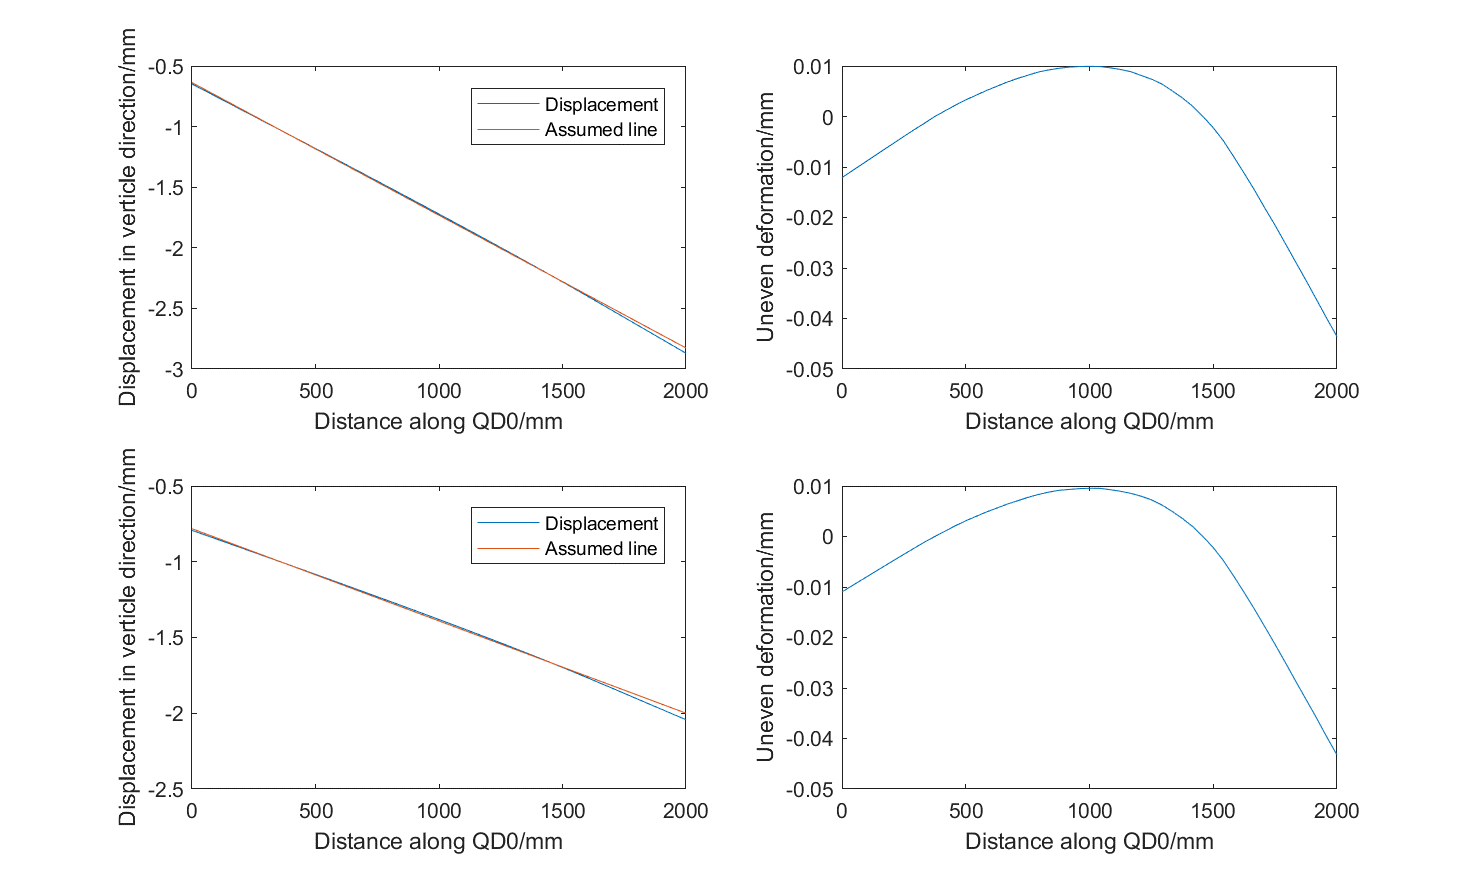 Displacement in verticle direction/mm
-0.5
-1
-1.5
-2
-2.5
-3
0 500 1000 1500 2000
Distance along QD0/mm
Displacement
Assumed line
Uneven deformation/mm
0.01
0
-0.01
-0.02
-0.03
-0.04
-0.05
0 500 1000 1500 2000
Distance along QD0/mm
Displacement in verticle direction/mm
-0.5
-1
-1.5
-2
-2.5
0 500 1000 1500 2000
Distance along QD0/mm
Displacement
Assumed line
Uneven deformation/mm
0.01
0
-0.01
-0.02
-0.03
-0.04
-0.05
0 500 1000 1500 2000
Distance along QD0/mm